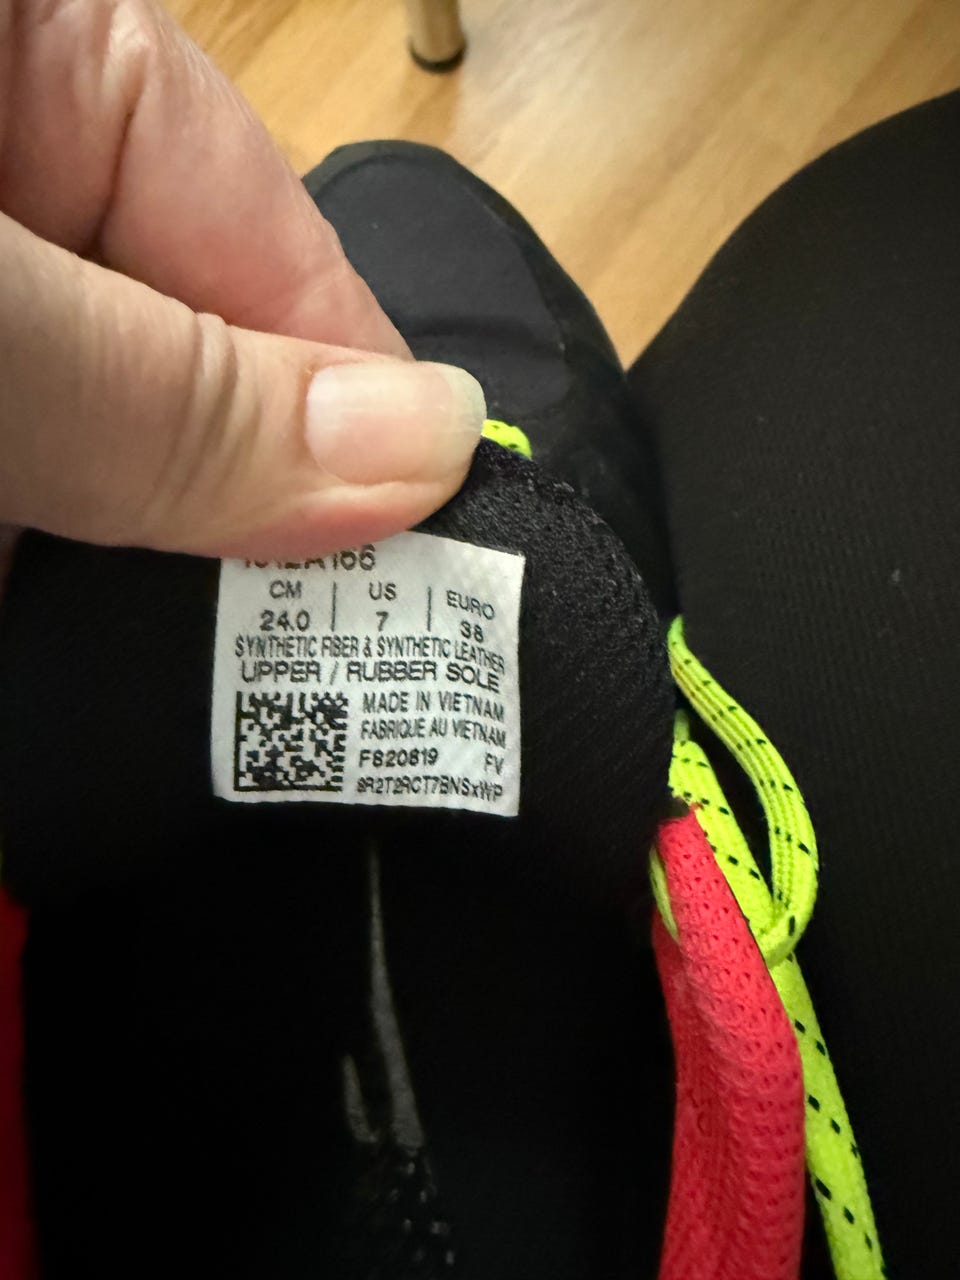 CM | US | EURO
24.0 | 7 | 38
SYNTHETIC FIBER & SYNTHETIC LEATHER
UPPER / RUBBER SOLE
MADE IN VIETNAM
FABRIQUE AU VIETNAM
F820819 FV